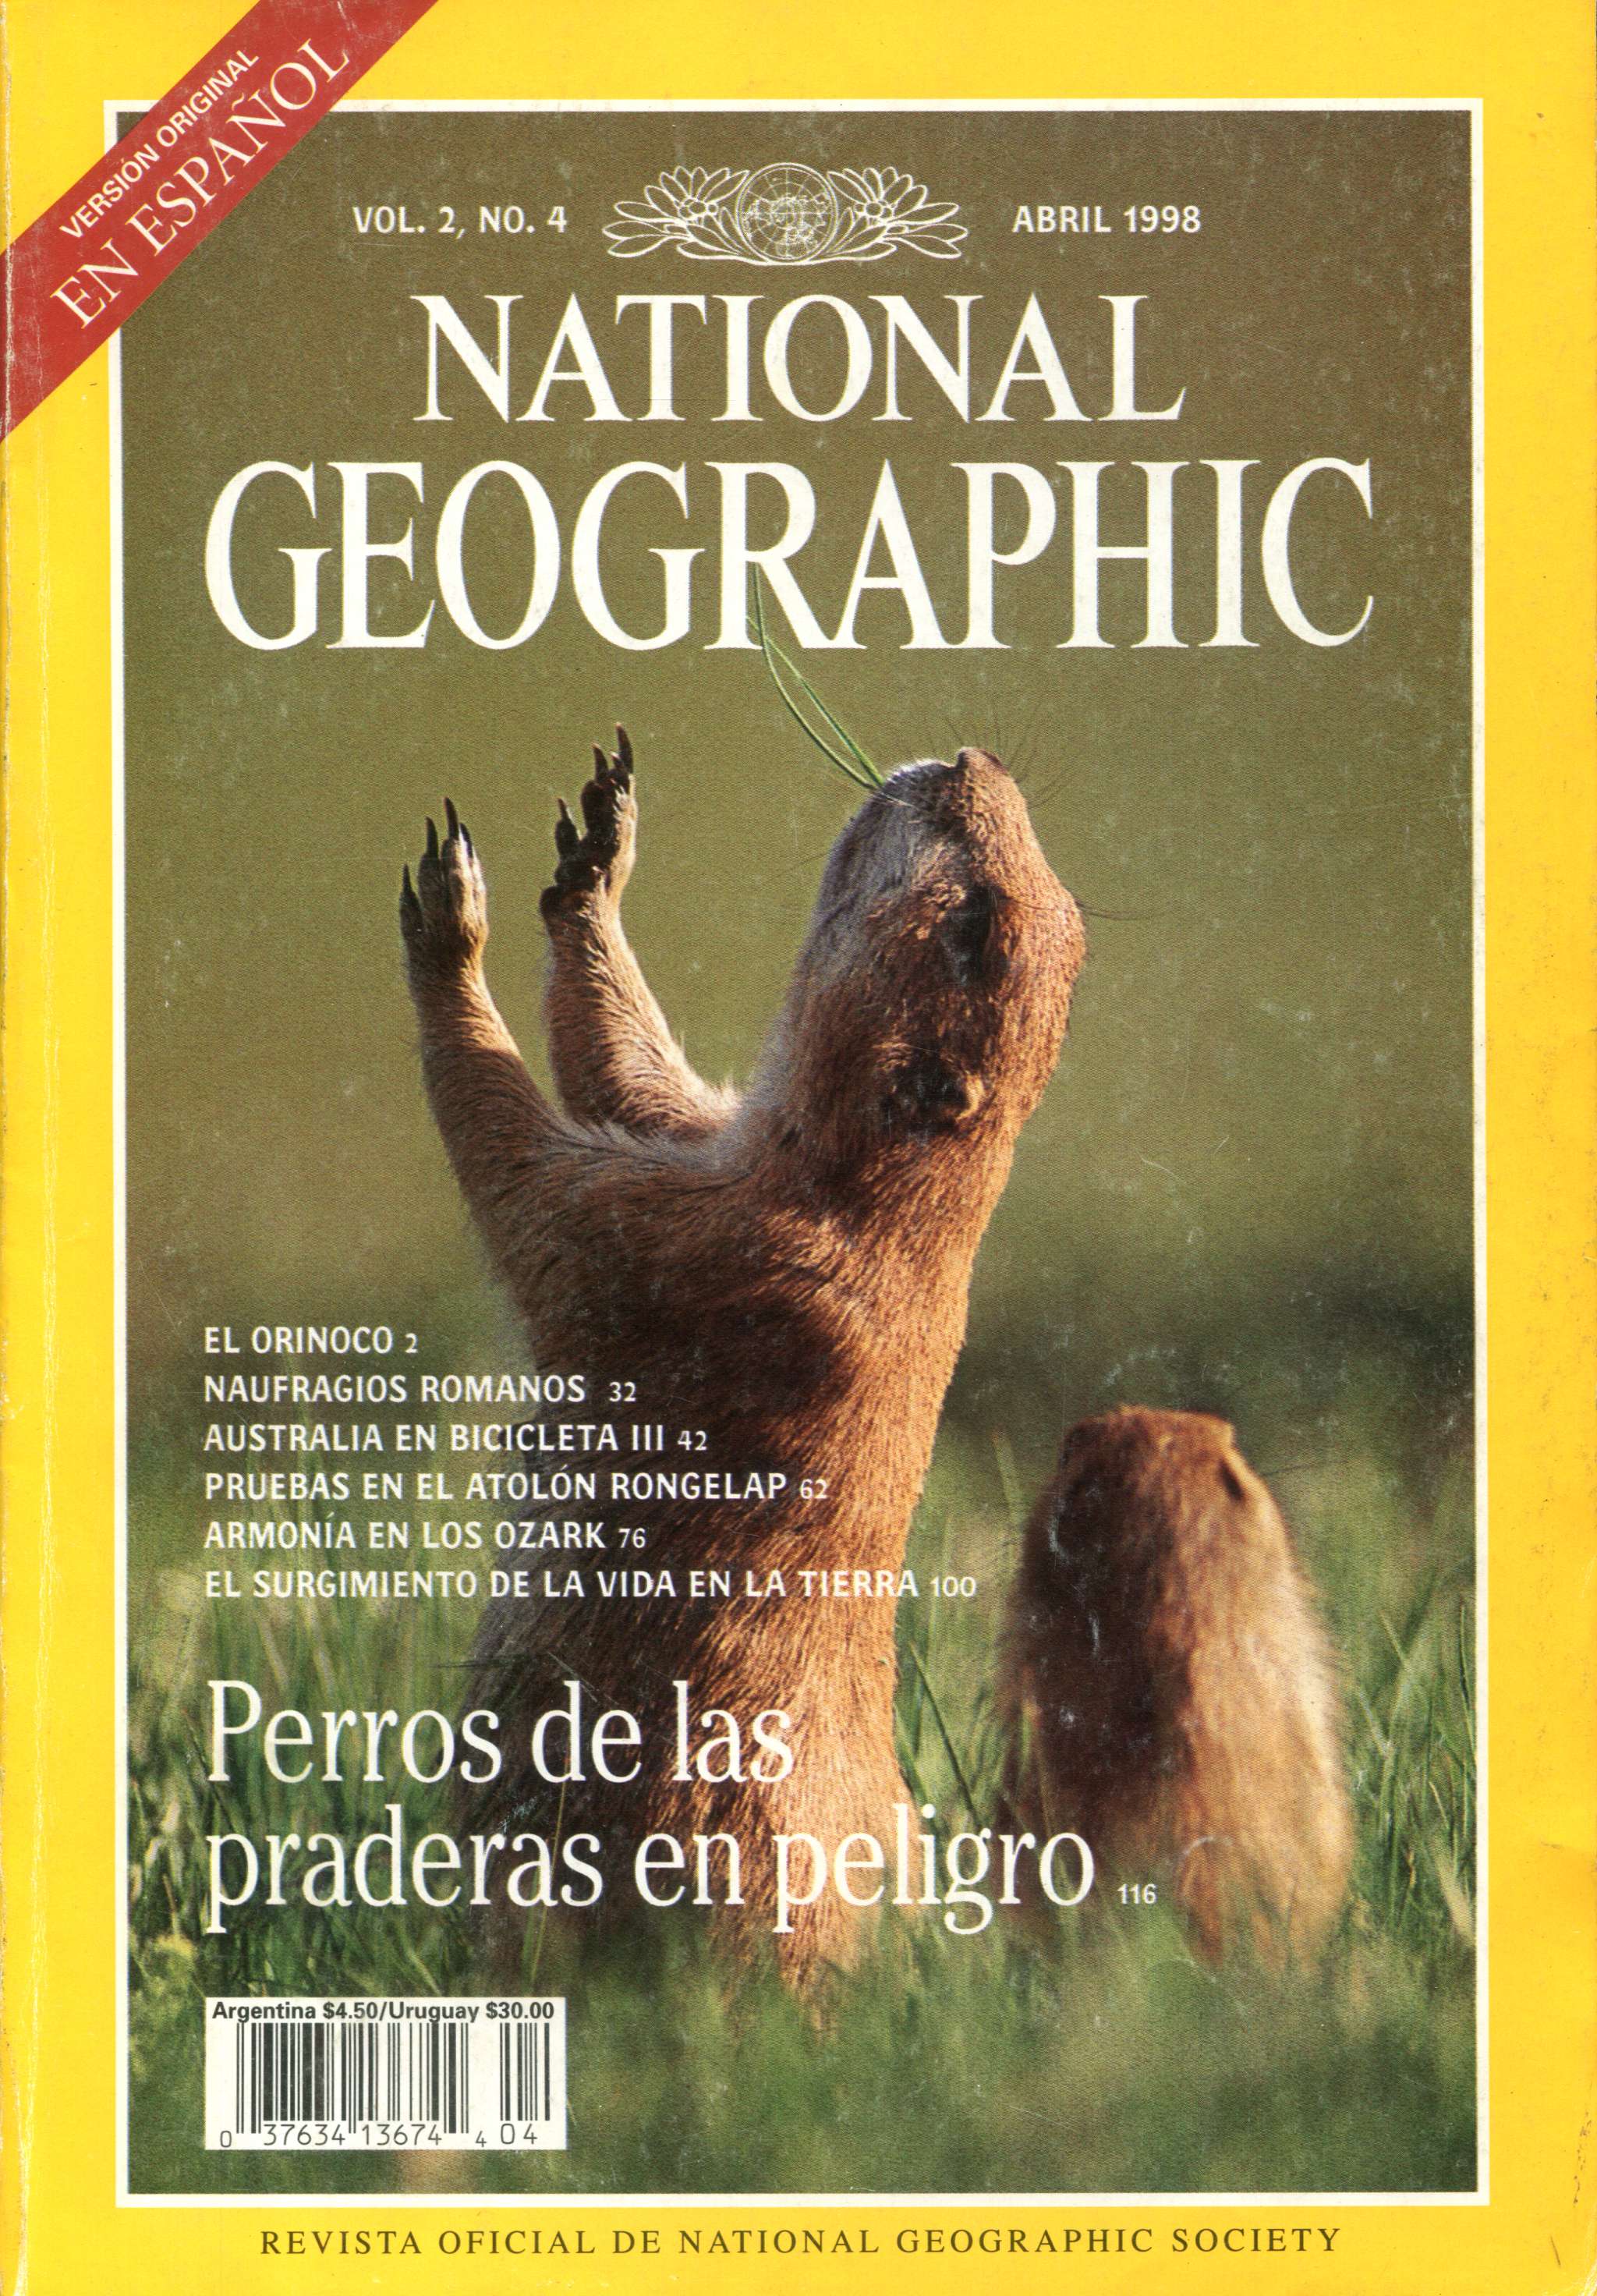 VERSIÓN ORIGINAL
EN ESPAÑOL
VOL. 2, NO. 4
ABRIL 1998
NATIONAL
GEOGRAPHIC
EL ORINOCO 2
NAUFRAGIOS ROMANOS 32
AUSTRALIA EN BICICLETA III 42
PRUEBAS EN EL ATOLÓN RONGELAP 62
ARMONÍA EN LOS OZARK 76
EL SURGIMIENTO DE LA VIDA EN LA TIERRA 100
Perros de las
praderas en peligro 116
Argentina $4.50/Uruguay $30.00
0 37634 13674 4 04
REVISTA OFICIAL DE NATIONAL GEOGRAPHIC SOCIETY